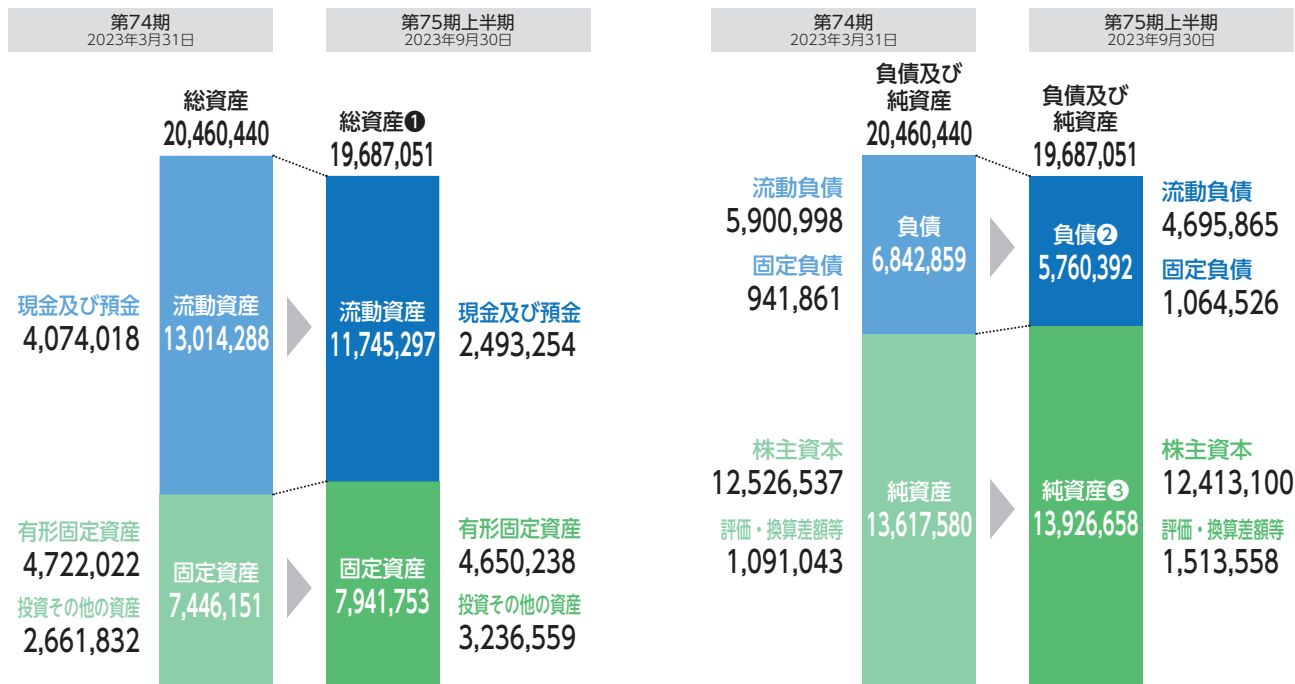 第74期
2023年3月31日
第75期上半期
2023年9月30日
総資産
20,460,440
総資産❶
19,687,051
現金及び預金
4,074,018
流動資産
13,014,288
流動資産
11,745,297
現金及び預金
2,493,254
有形固定資産
4,722,022
投資その他の資産
2,661,832
固定資産
7,446,151
固定資産
7,941,753
有形固定資産
4,650,238
投資その他の資産
3,236,559
第74期
2023年3月31日
第75期上半期
2023年9月30日
負債及び
純資産
20,460,440
負債及び
純資産
19,687,051
流動負債
5,900,998
固定負債
941,861
負債
6,842,859
負債❷
5,760,392
流動負債
4,695,865
固定負債
1,064,526
株主資本
12,526,537
評価・換算差額等
1,091,043
純資産
13,617,580
純資産❸
13,926,658
株主資本
12,413,100
評価・換算差額等
1,513,558